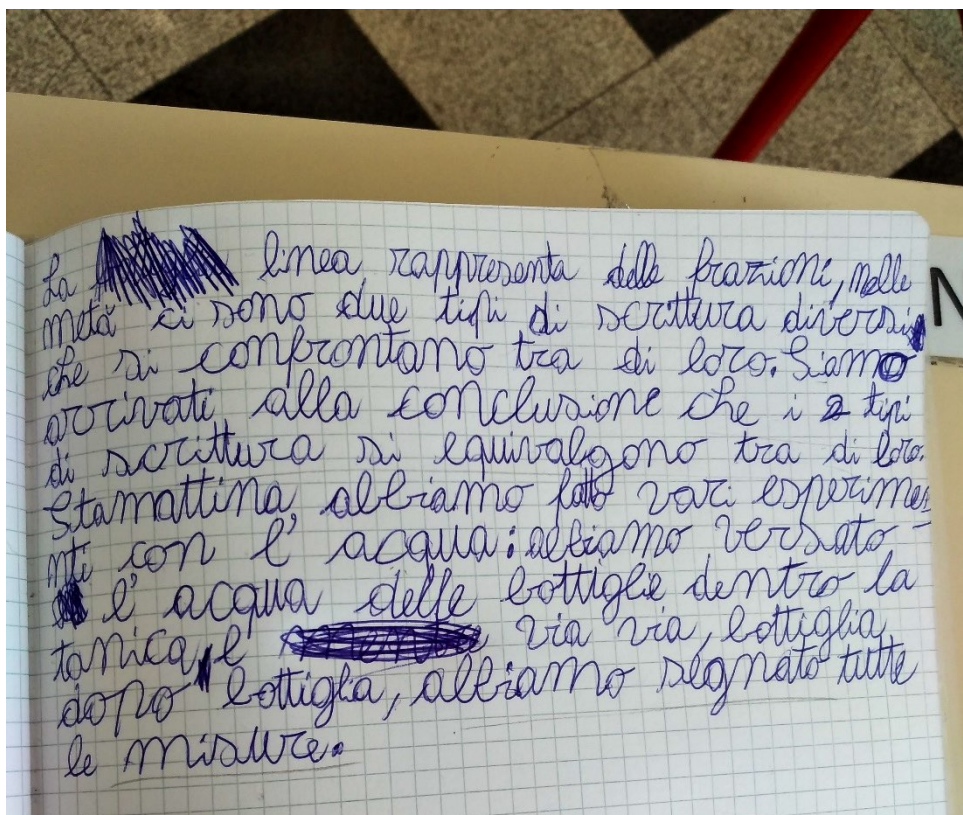 La linea rappresenta delle frazioni, nelle
metà ci sono due tipi di scrittura diversi
che si confrontano tra di loro. Siamo
arrivati alla conclusione che i 2 tipi
di scrittura si equivalgono tra di loro.
Stamattina abbiamo fatto vari esperime
nti con l'acqua: abbiamo versato
l'acqua delle bottiglie dentro la
tanica, e via via, bottiglia
dopo bottiglia, abbiamo segnato tutte
le misure.
N